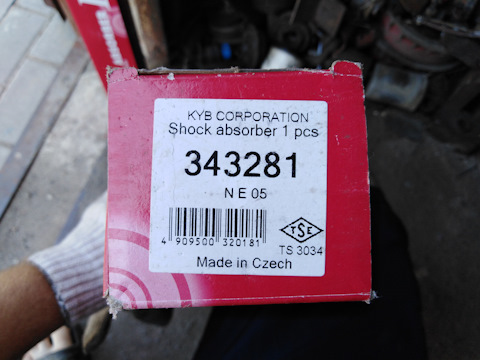 KYB CORPORATION
Shock absorber 1 pcs
343281
N E 05
4 909500 320181
TSE
TS 3034
Made in Czech